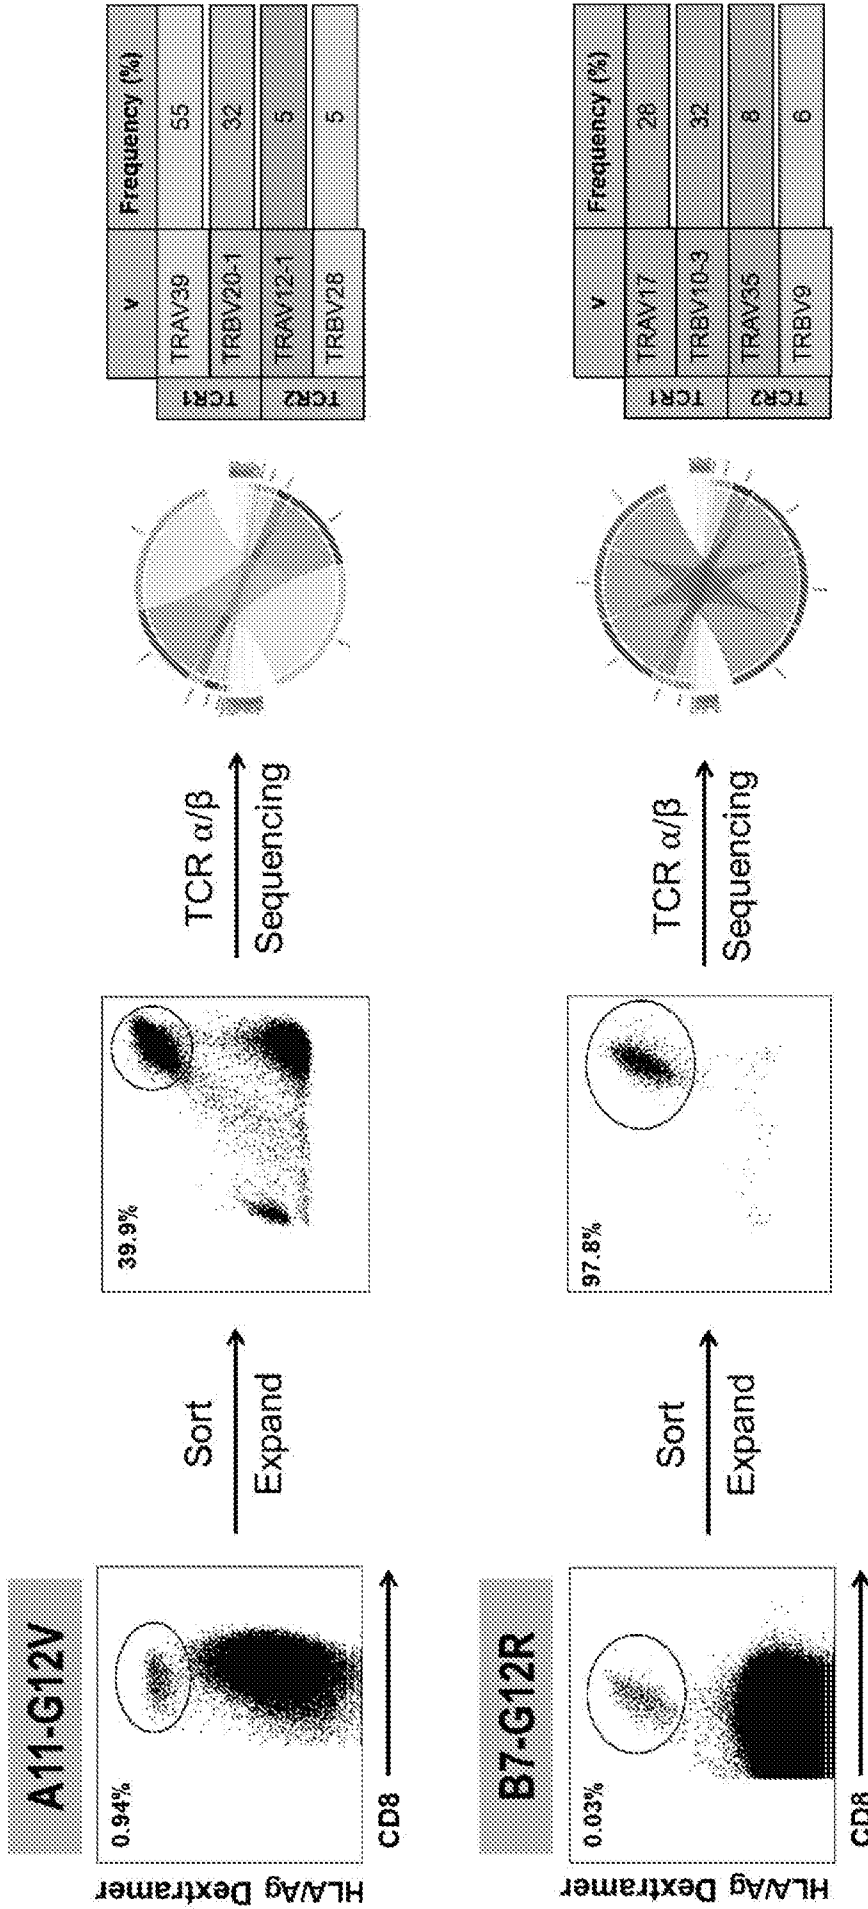 A11-G12V
HLA/Ag Dextramer
0.94%
CD8
Sort
Expand
39.9%
TCR α/β
Sequencing
V Frequency (%)
TCR1
TRAV39 55
TRBV20-1 32
TCR2
TRAV12-1 5
TRBV28 5
B7-G12R
HLA/Ag Dextramer
0.03%
CD8
Sort
Expand
97.8%
TCR α/β
Sequencing
V Frequency (%)
TCR1
TRAV17 28
TRBV10-3 32
TCR2
TRAV35 8
TRBV9 6